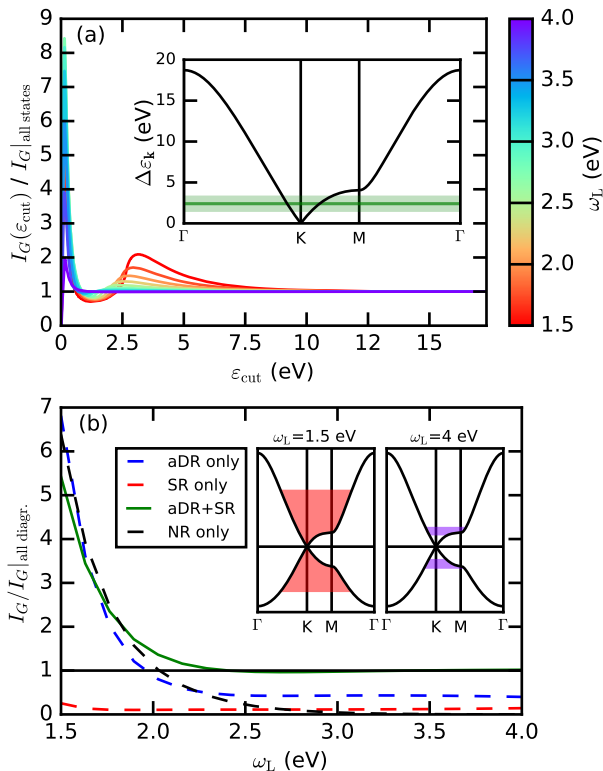 (a)
9
8
7
6
5
4
3
2
1
0
I_G(ε_cut) / I_G|all states
0 2.5 5 7.5 10 12.5 15
ε_cut (eV)
20
15
10
5
0
Δε_k (eV)
Γ K M Γ
4.0
3.5
4.0
2.5
2.0
1.5
ω_L (eV)
(b)
7
6
5
4
3
2
1
0
I_G/I_G|all diagr.
aDR only
SR only
aDR+SR
NR only
ω_L=1.5 eV
Γ K M Γ
ω_L=4 eV
Γ K M Γ
1.5 2.0 2.5 3.0 3.5 4.0
ω_L (eV)